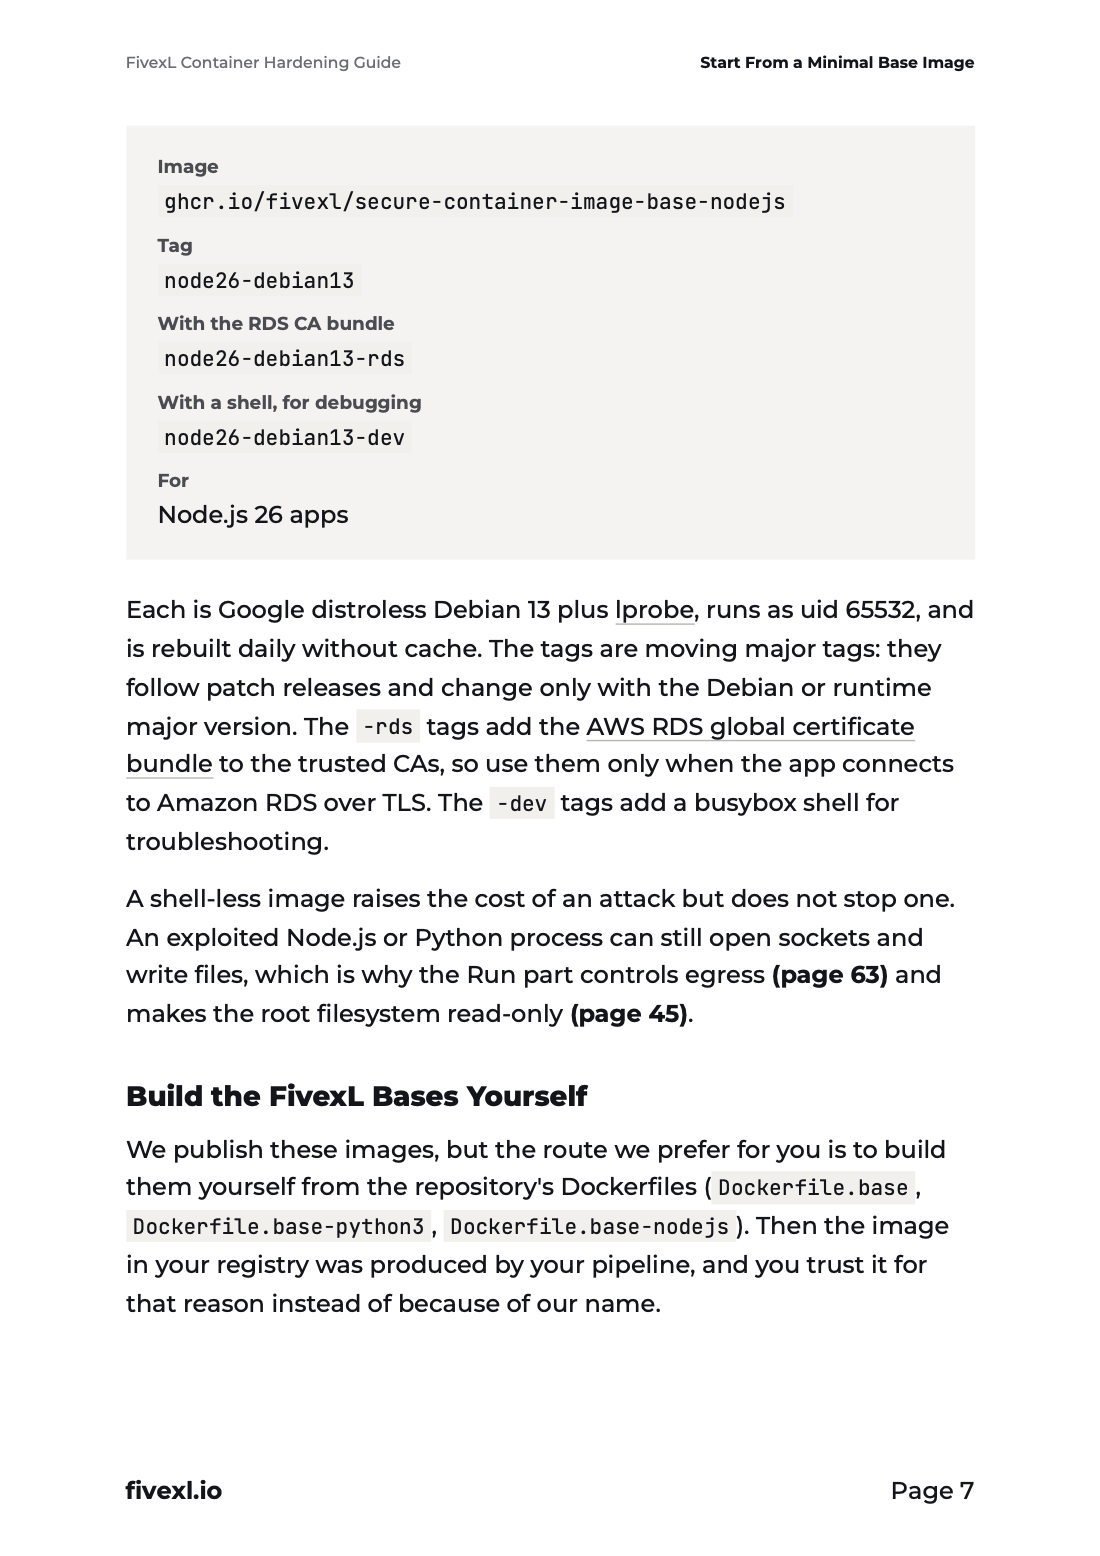 FivexL Container Hardening Guide
Start From a Minimal Base Image
Image
ghcr.io/fivexl/secure-container-image-base-nodejs
Tag
node26-debian13
With the RDS CA bundle
node26-debian13-rds
With a shell, for debugging
node26-debian13-dev
For
Node.js 26 apps
Each is Google distroless Debian 13 plus lprobe, runs as uid 65532, and
is rebuilt daily without cache. The tags are moving major tags: they
follow patch releases and change only with the Debian or runtime
major version. The -rds tags add the AWS RDS global certificate
bundle to the trusted CAs, so use them only when the app connects
to Amazon RDS over TLS. The -dev tags add a busybox shell for
troubleshooting.
A shell-less image raises the cost of an attack but does not stop one.
An exploited Node.js or Python process can still open sockets and
write files, which is why the Run part controls egress (page 63) and
makes the root filesystem read-only (page 45).
Build the FivexL Bases Yourself
We publish these images, but the route we prefer for you is to build
them yourself from the repository's Dockerfiles (Dockerfile.base,
Dockerfile.base-python3, Dockerfile.base-nodejs). Then the image
in your registry was produced by your pipeline, and you trust it for
that reason instead of because of our name.
fivexl.io
Page 7